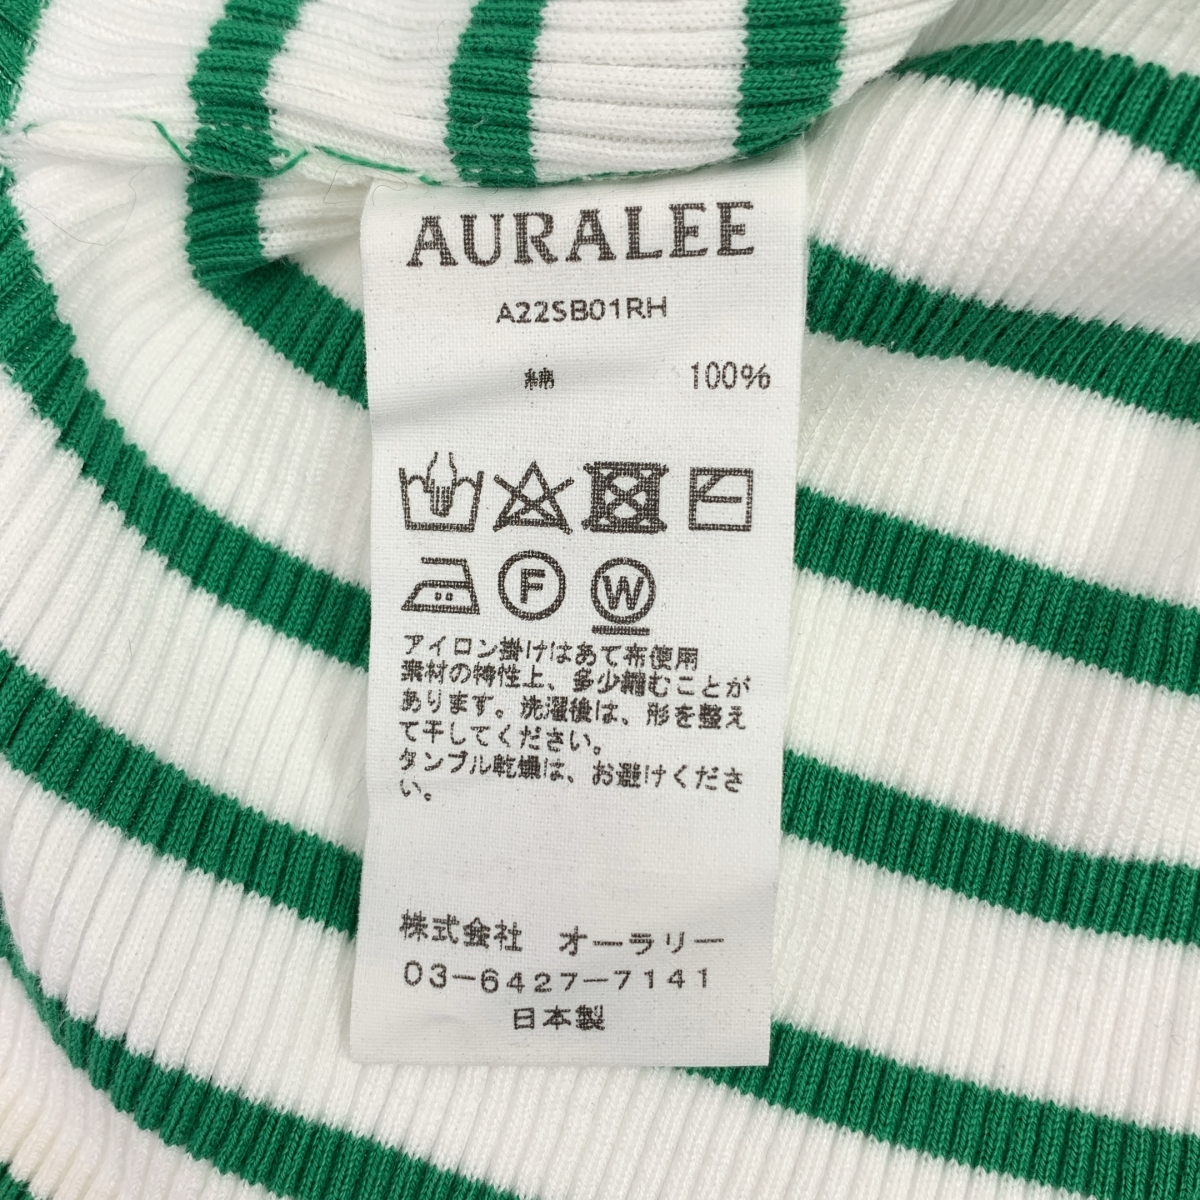 AURALEE
A22SB01RH
綿 100%
F W
アイロン掛けはあて布使用
素材の特性上、多少縮むことが
あります。洗濯後は、形を整え
て干してください。
タンブル乾燥は、お避けくださ
い。
株式会社 オーラリー
03-6427-7141
日本製